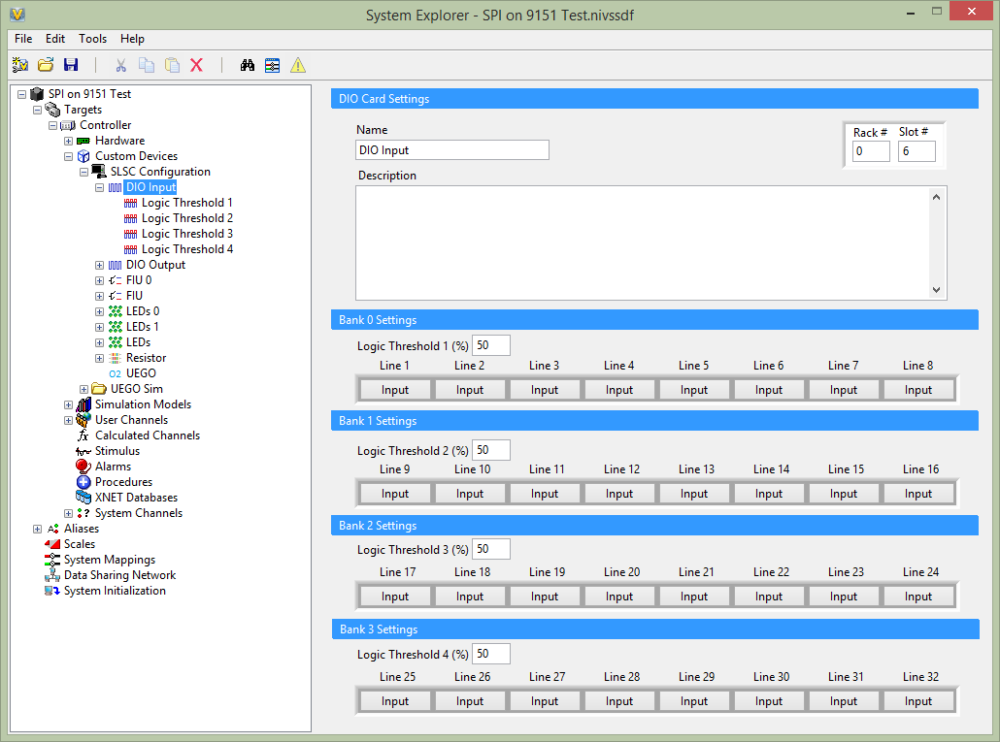 System Explorer - SPI on 9151 Test.nivssdf
File Edit Tools Help
SPI on 9151 Test
Targets
Controller
Hardware
Custom Devices
SLSC Configuration
DIO Input
Logic Threshold 1
Logic Threshold 2
Logic Threshold 3
Logic Threshold 4
DIO Output
FIU 0
FIU
LEDs 0
LEDs 1
LEDs
Resistor
O2 UEGO
UEGO Sim
Simulation Models
User Channels
fx Calculated Channels
Stimulus
Alarms
Procedures
XNET Databases
System Channels
Aliases
Scales
System Mappings
Data Sharing Network
System Initialization
DIO Card Settings
Name
DIO Input
Rack # Slot #
0 6
Description
Bank 0 Settings
Logic Threshold 1 (%) 50
Line 1 Line 2 Line 3 Line 4 Line 5 Line 6 Line 7 Line 8
Input Input Input Input Input Input Input Input
Bank 1 Settings
Logic Threshold 2 (%) 50
Line 9 Line 10 Line 11 Line 12 Line 13 Line 14 Line 15 Line 16
Input Input Input Input Input Input Input Input
Bank 2 Settings
Logic Threshold 3 (%) 50
Line 17 Line 18 Line 19 Line 20 Line 21 Line 22 Line 23 Line 24
Input Input Input Input Input Input Input Input
Bank 3 Settings
Logic Threshold 4 (%) 50
Line 25 Line 26 Line 27 Line 28 Line 29 Line 30 Line 31 Line 32
Input Input Input Input Input Input Input Input